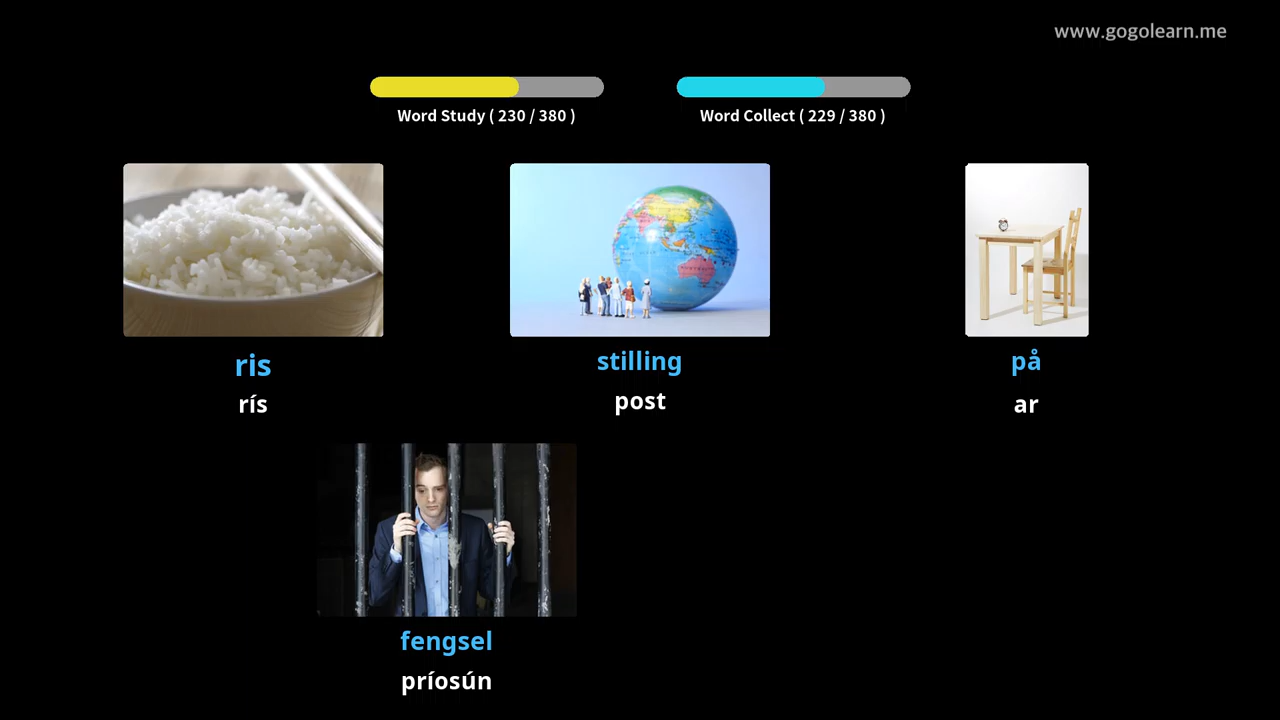 www.gogolearn.me
Word Study ( 230 / 380 )
Word Collect ( 229 / 380 )
ris
rís
stilling
post
på
ar
fengsel
príosún